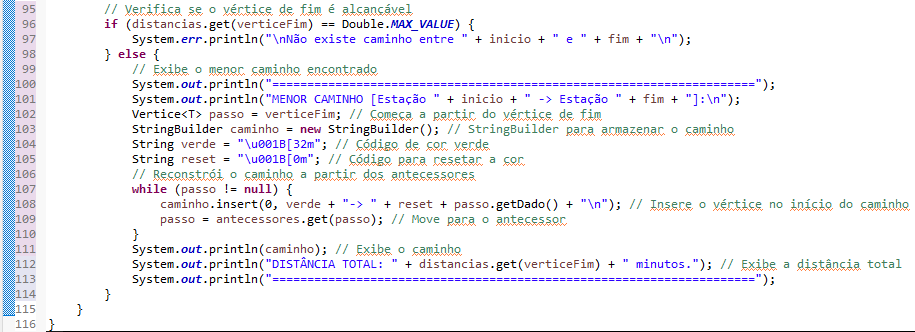 95 // Verifica se o vértice de fim é alcançável
96 if (distancias.get(verticeFim) == Double.MAX_VALUE) {
97 System.err.println("\nNão existe caminho entre " + inicio + " e " + fim + "\n");
98 } else {
99 // Exibe o menor caminho encontrado
100 System.out.println("====================================================================");
101 System.out.println("MENOR CAMINHO [Estação " + inicio + " -> Estação " + fim + "]:\n");
102 Vertice<T> passo = verticeFim; // Começa a partir do vértice de fim
103 StringBuilder caminho = new StringBuilder(); // StringBuilder para armazenar o caminho
104 String verde = "\u001B[32m"; // Código de cor verde
105 String reset = "\u001B[0m"; // Código para resetar a cor
106 // Reconstrói o caminho a partir dos antecessores
107 while (passo != null) {
108 caminho.insert(0, verde + "-> " + reset + passo.getDado() + "\n"); // Insere o vértice no início do caminho
109 passo = antecessores.get(passo); // Move para o antecessor
110 }
111 System.out.println(caminho); // Exibe o caminho
112 System.out.println("DISTÂNCIA TOTAL: " + distancias.get(verticeFim) + " minutos."); // Exibe a distância total
113 System.out.println("====================================================================");
114 }
115 }
116 }